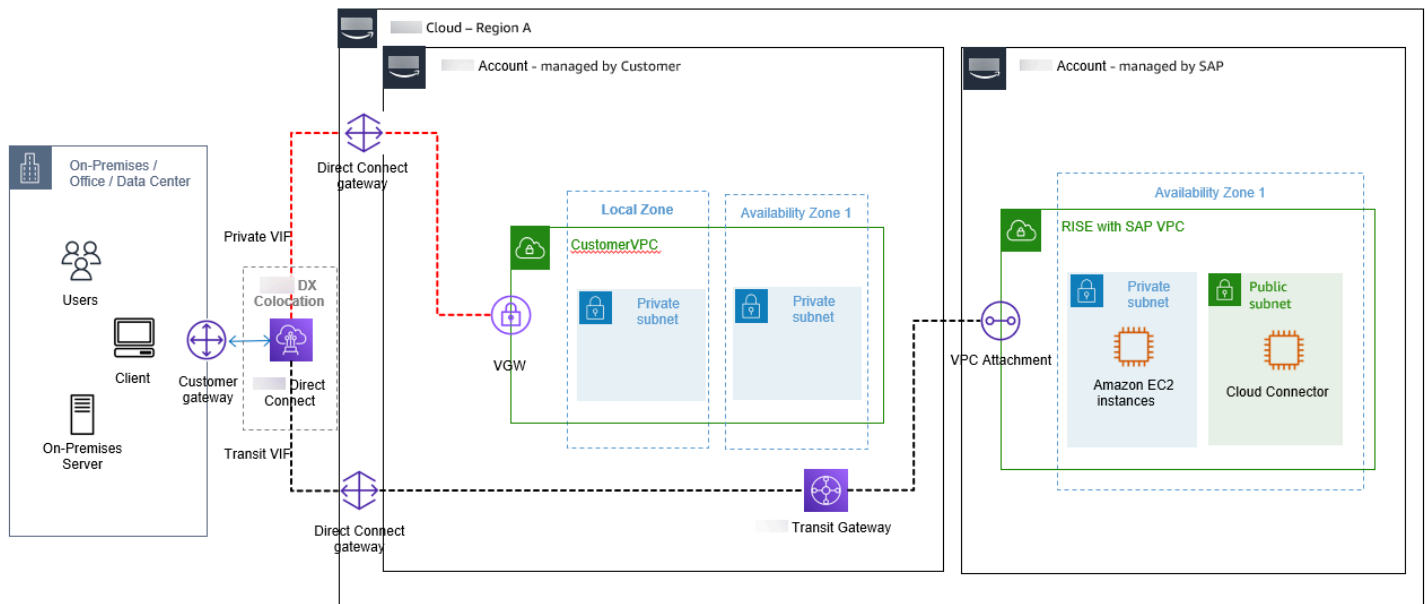 Cloud – Region A
Account - managed by Customer
Account - managed by SAP
On-Premises /
Office / Data Center
Users
Client
On-Premises
Server
Customer
gateway
Private VIF
DX
Colocation
Direct
Connect
Transit VIF
Direct Connect
gateway
Direct Connect
gateway
Local Zone
Availability Zone 1
CustomerVPC
Private
subnet
Private
subnet
VGW
Transit Gateway
Availability Zone 1
RISE with SAP VPC
Private
subnet
Public
subnet
VPC Attachment
Amazon EC2
instances
Cloud Connector